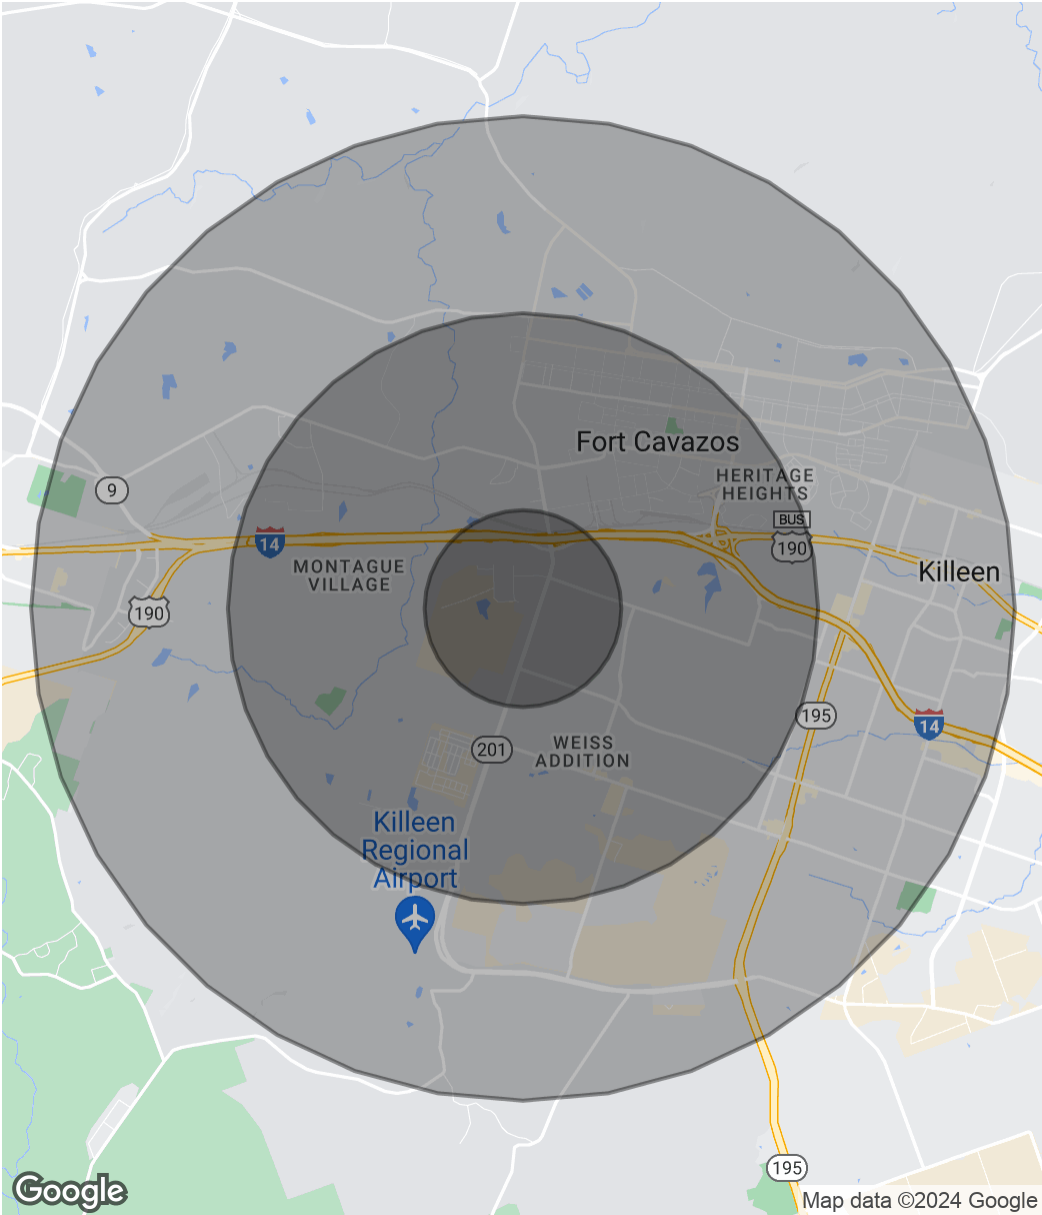 Fort Cavazos
HERITAGE
HEIGHTS
9
BUS
190
14
MONTAGUE
VILLAGE
Killeen
190
195
14
201
WEISS
ADDITION
Killeen
Regional
Airport
195
Google
Map data ©2024 Google